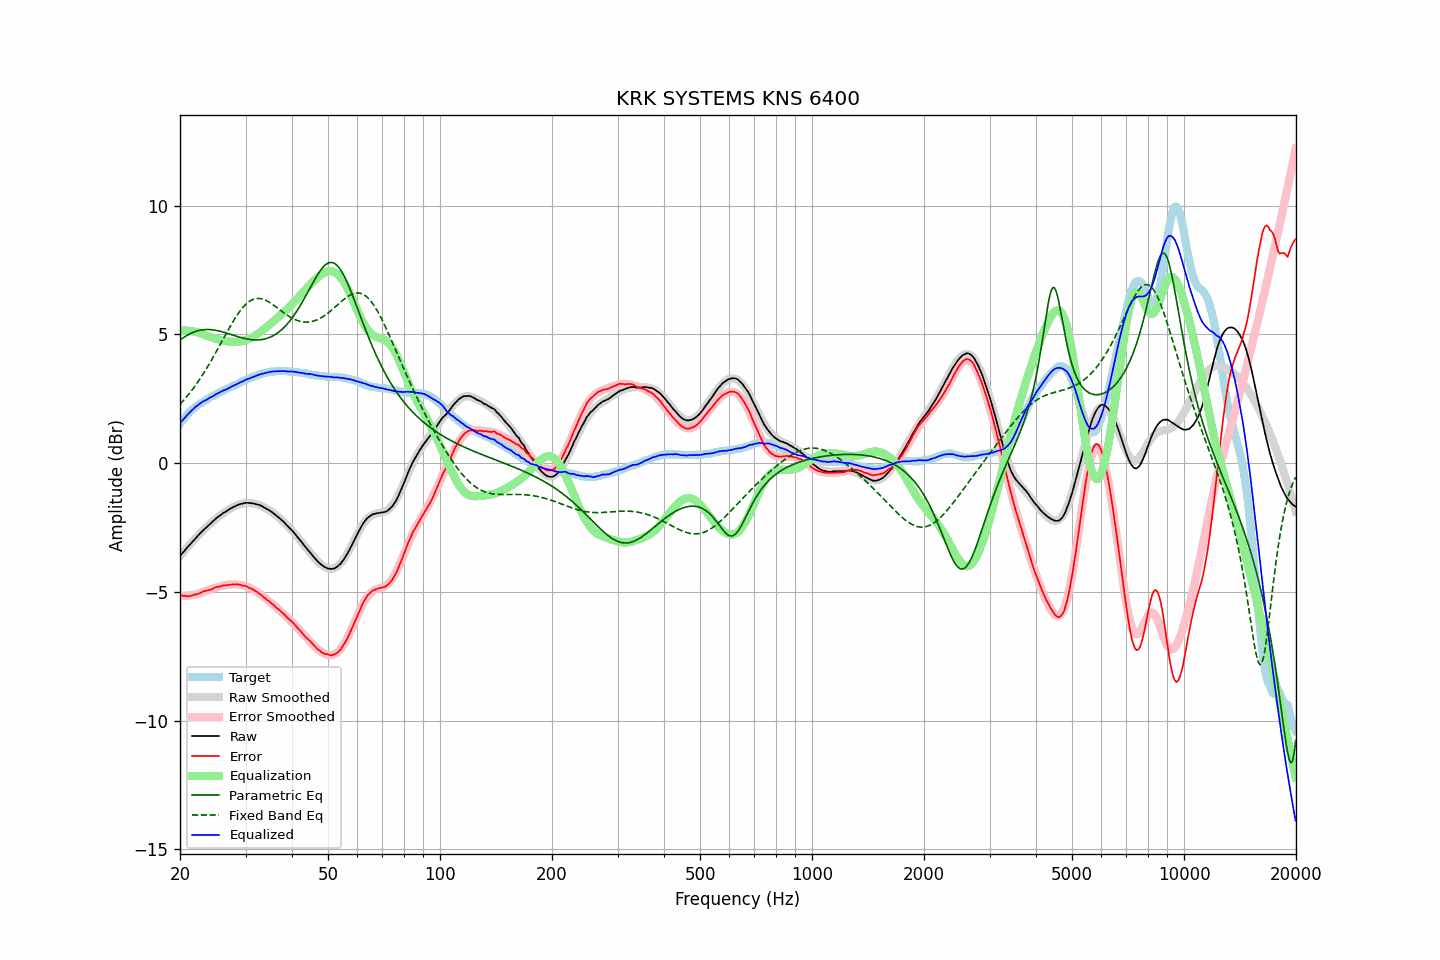 KRK SYSTEMS KNS 6400
Amplitude (dBr)
10
5
0
−5
−10
−15
Target
Raw Smoothed
Error Smoothed
Raw
Error
Equalization
Parametric Eq
Fixed Band Eq
Equalized
20 50 100 200 500 1000 2000 5000 10000 20000
Frequency (Hz)